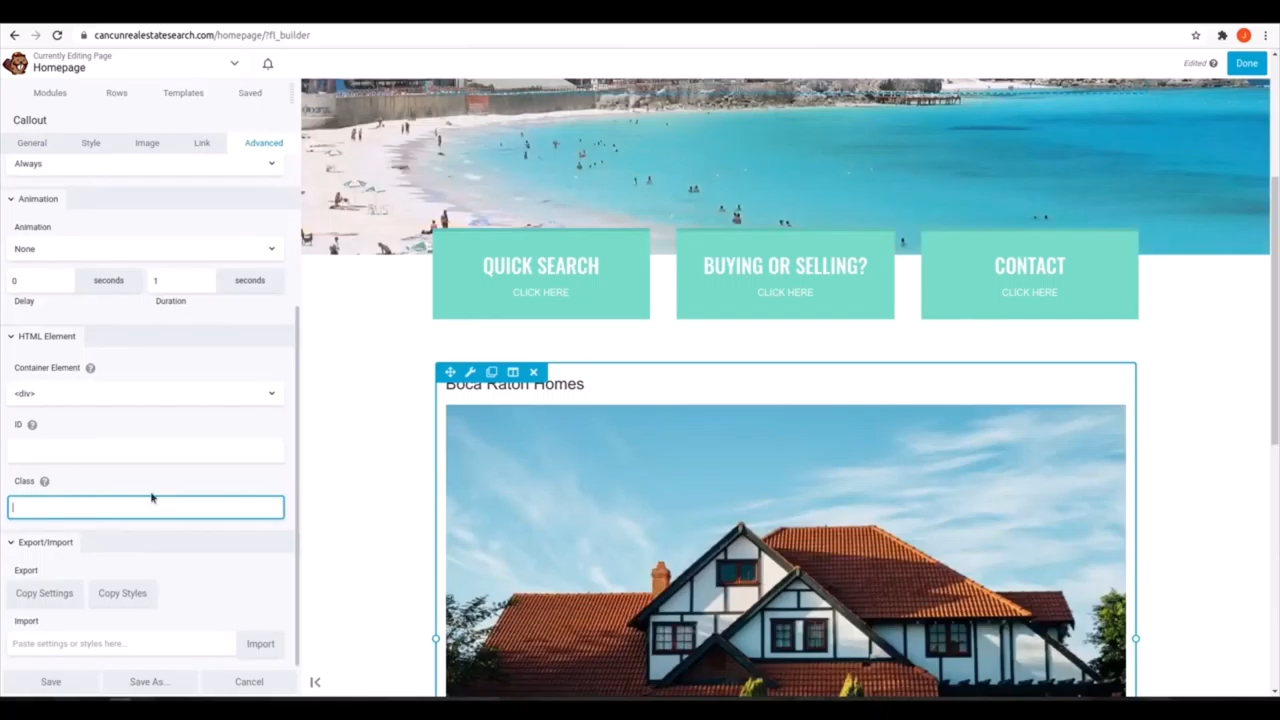 cancunrealestatesearch.com/homepage/?fl_builder
J
Currently Editing Page
Homepage
Edited ?
Done
Modules
Rows
Templates
Saved
Callout
General
Style
Image
Link
Advanced
Always
Animation
Animation
None
0
seconds
1
seconds
Delay
Duration
HTML Element
Container Element ?
<div>
ID ?
Class ?
Export/Import
Export
Copy Settings
Copy Styles
Import
Paste settings or styles here...
Import
Save
Save As...
Cancel
QUICK SEARCH
CLICK HERE
BUYING OR SELLING?
CLICK HERE
CONTACT
CLICK HERE
Boca Raton Homes